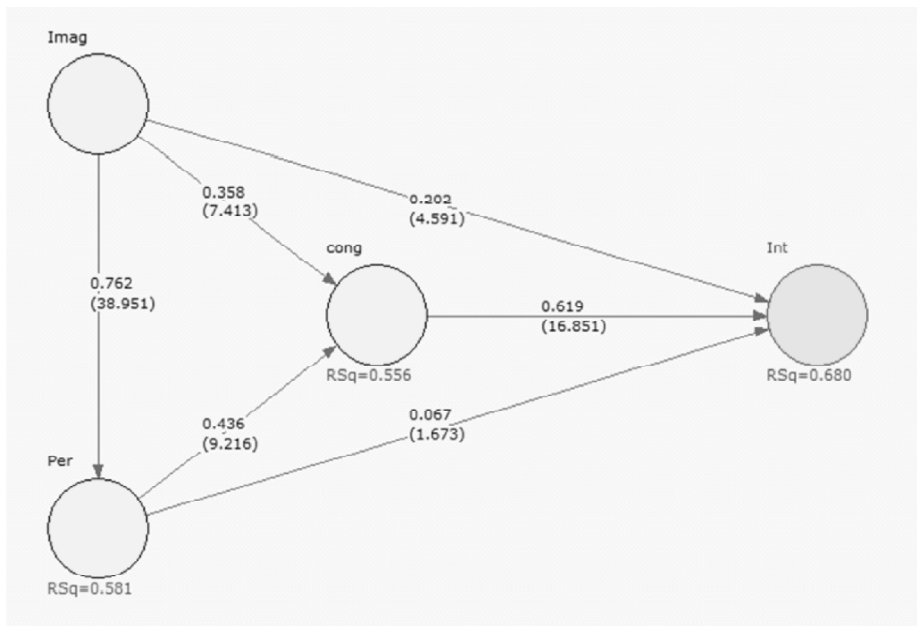 Imag
0.358
(7.413)
0.202
(4.591)
cong
Int
0.762
(38.951)
0.619
(16.851)
RSq=0.556
RSq=0.680
0.436
(9.216)
0.067
(1.673)
Per
RSq=0.581